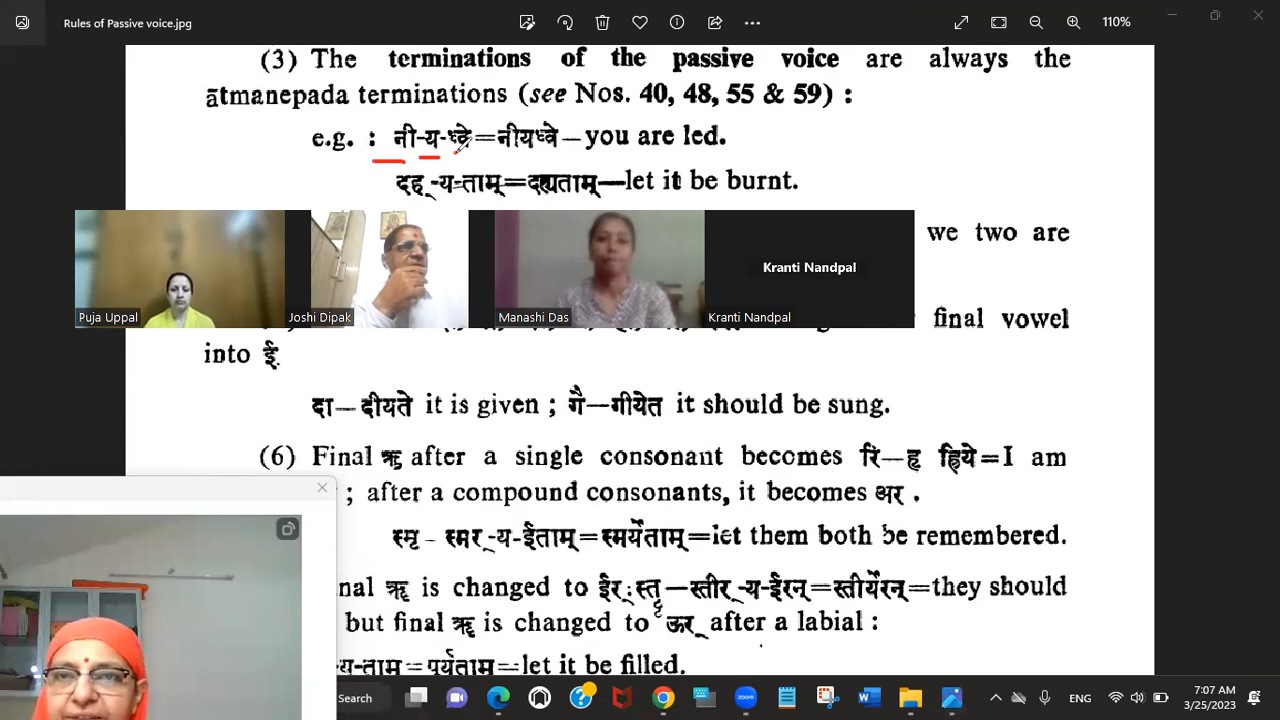 Rules of Passive voice.jpg
110%
(3) The terminations of the passive voice are always the
ātmanepada terminations (see Nos. 40, 48, 55 & 59) :
e.g. : नी-य-ध्वे=नीयध्वे—you are led.
दह्-य-ताम्=दह्यताम्—let it be burnt.
we two are
Puja Uppal
Joshi Dipak
Manashi Das
Kranti Nandpal
Kranti Nandpal
final vowel
into ई.
दा—दीयते it is given ; गै—गीयेत it should be sung.
(6) Final ऋ after a single consonant becomes रि—हृ ह्रिये=I am
; after a compound consonants, it becomes अर .
स्मृ – स्मर्-य-ईताम्=स्मर्येताम्=let them both be remembered.
nal ॠ is changed to ईर् : स्तॄ—स्तीर्-य-ईरन्=स्तीर्येरन्=they should
but final ॠ is changed to ऊर् after a labial :
-य-ताम=पर्यताम=let it be filled.
Search
ENG
7:07 AM
3/25/2023